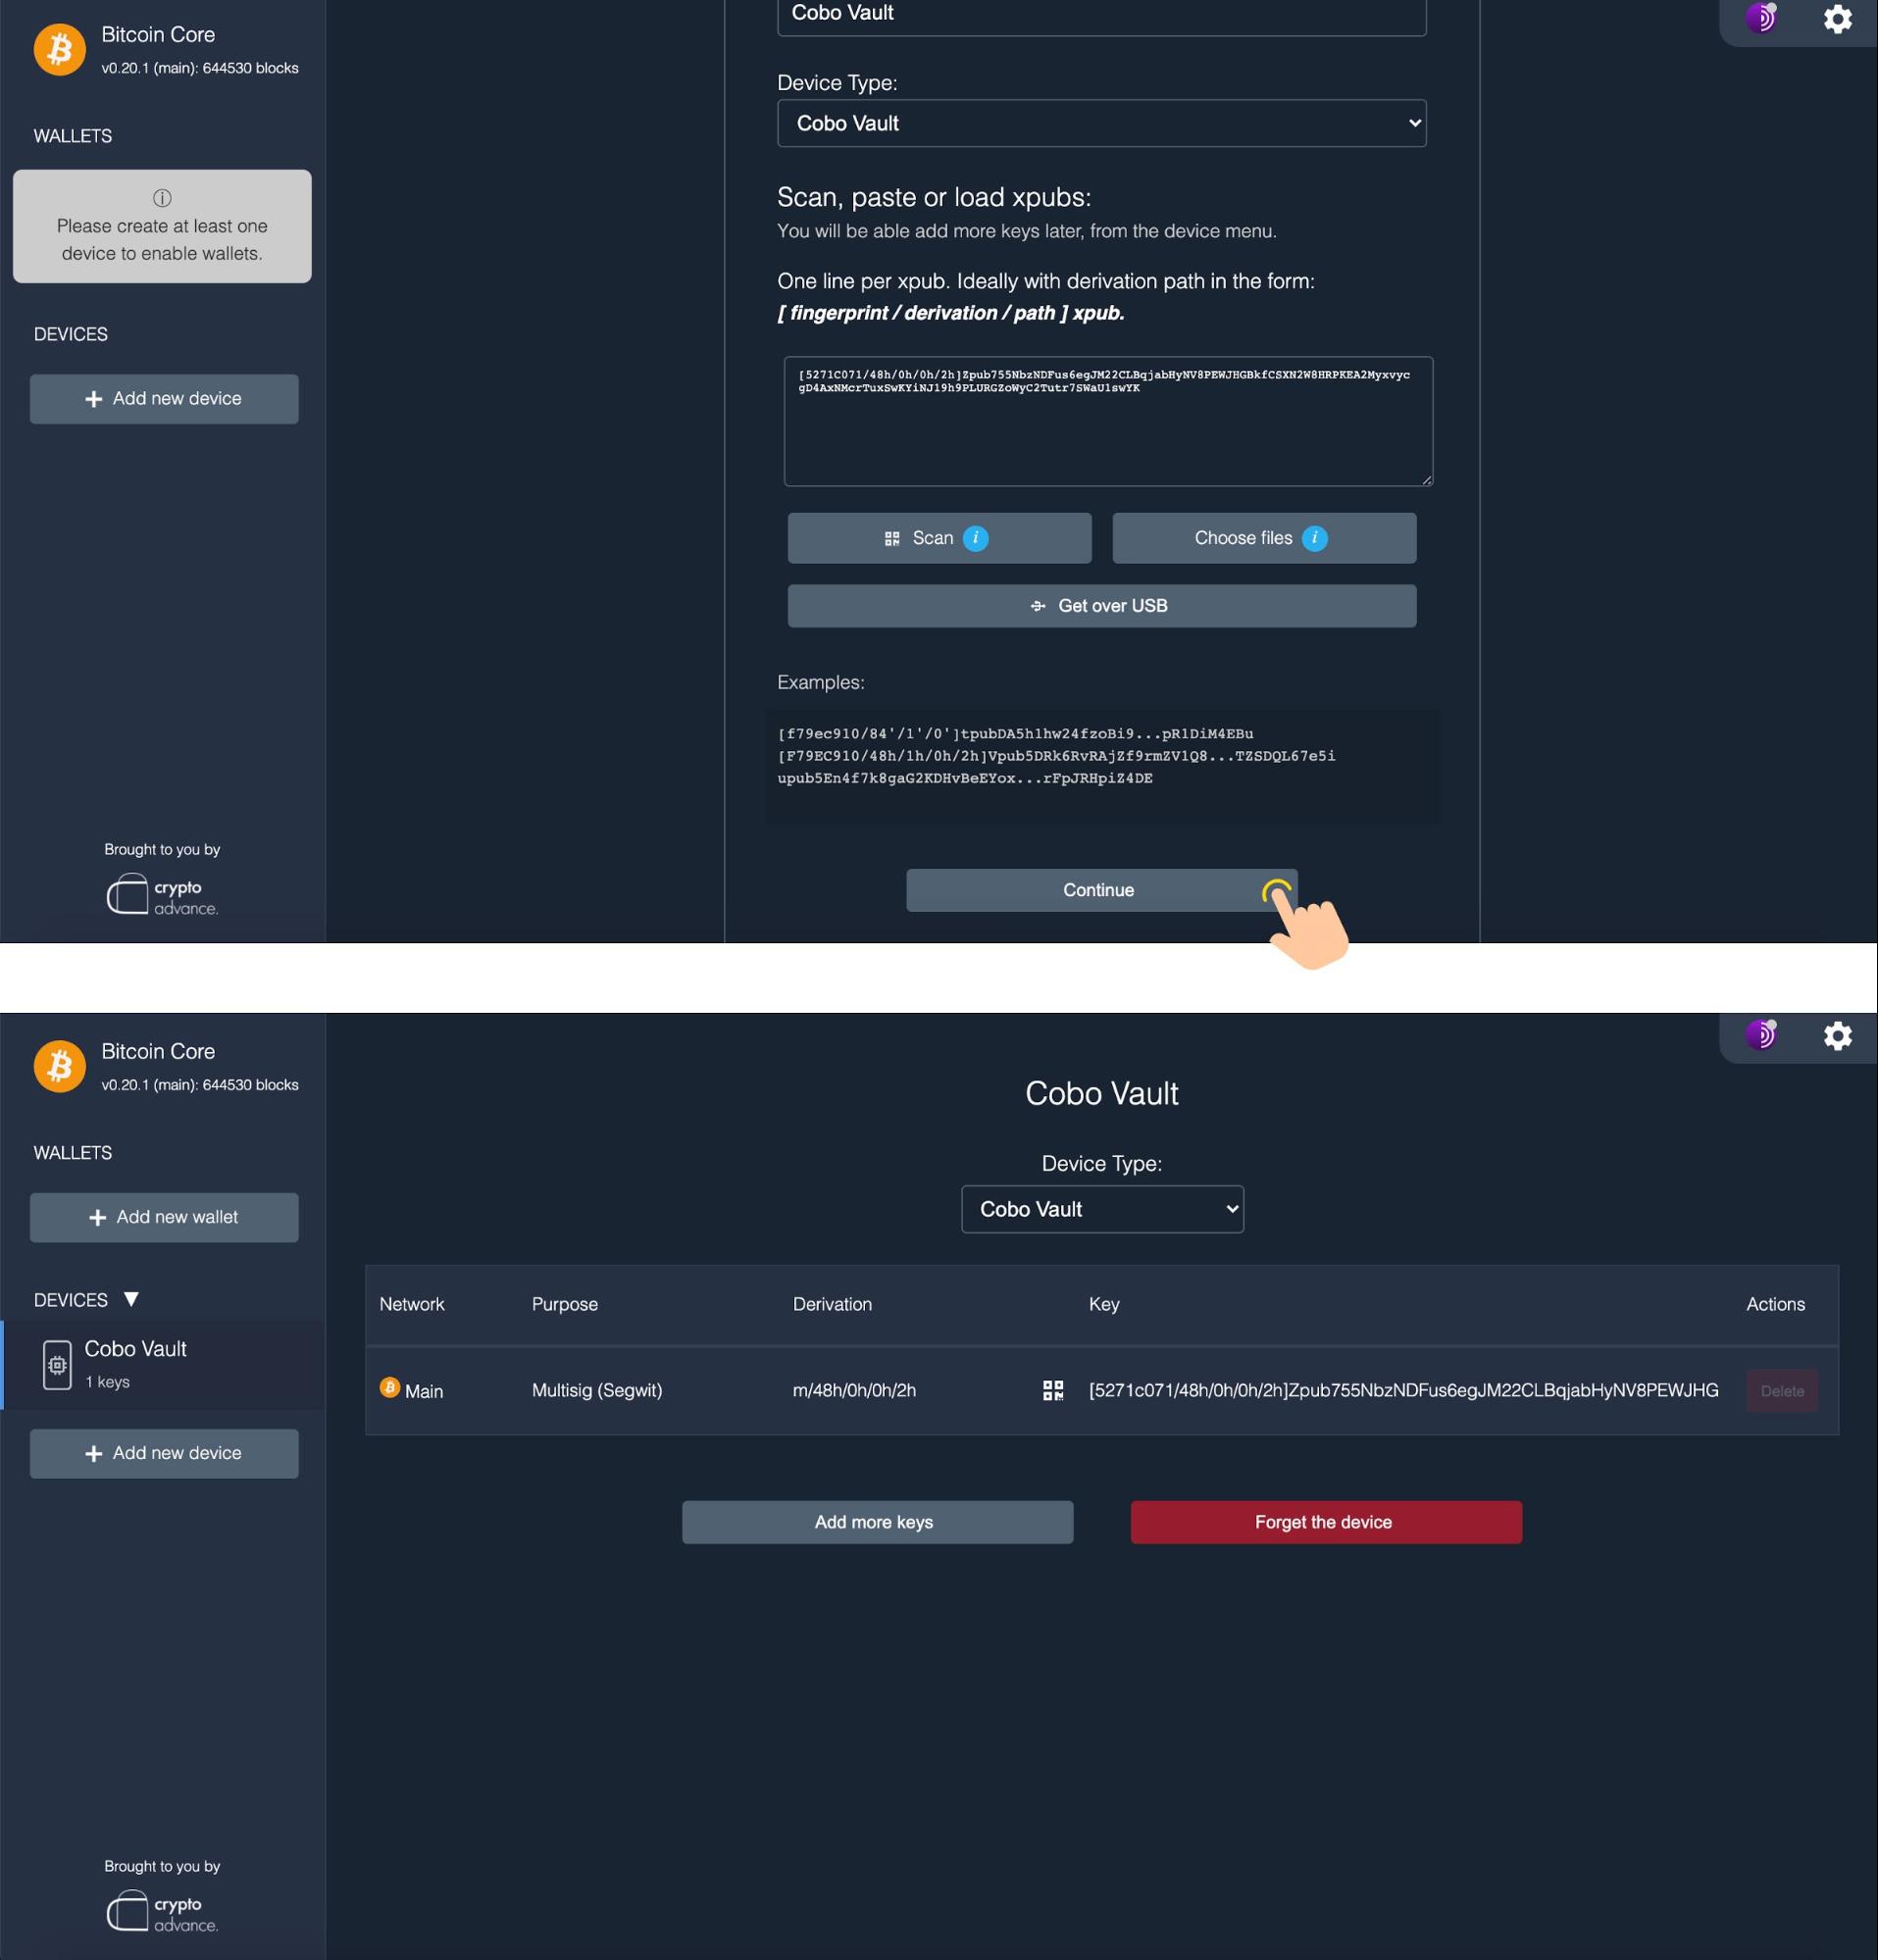 Bitcoin Core
v0.20.1 (main): 644530 blocks
WALLETS
Please create at least one
device to enable wallets.
DEVICES
+ Add new device
Brought to you by
crypto
advance.
Cobo Vault
Device Type:
Cobo Vault
Scan, paste or load xpubs:
You will be able add more keys later, from the device menu.
One line per xpub. Ideally with derivation path in the form:
[ fingerprint / derivation / path ] xpub.
[5271C071/48h/0h/0h/2h]Zpub755NbzNDFus6egJM22CLBqjabHyNV8PEWJHGBkfCSXN2W8HRPKEA2Myxvyc
gD4AxNMcrTuxSwKYiNJ19h9PLURGZoWyC2Tutr7SWaU1swYK
Scan i
Choose files i
Get over USB
Examples:
[f79ec910/84'/1'/0']tpubDA5h1hw24fzoBi9...pR1DiM4EBu
[F79EC910/48h/1h/0h/2h]Vpub5DRk6RvRAjZf9rmZV1Q8...TZSDQL67e5i
upub5En4f7k8gaG2KDHvBeEYox...rFpJRHpiZ4DE
Continue
Bitcoin Core
v0.20.1 (main): 644530 blocks
WALLETS
+ Add new wallet
DEVICES ▼
Cobo Vault
1 keys
+ Add new device
Brought to you by
crypto
advance.
Cobo Vault
Device Type:
Cobo Vault
Network Purpose Derivation Key Actions
Main Multisig (Segwit) m/48h/0h/0h/2h [5271c071/48h/0h/0h/2h]Zpub755NbzNDFus6egJM22CLBqjabHyNV8PEWJHG Delete
Add more keys
Forget the device